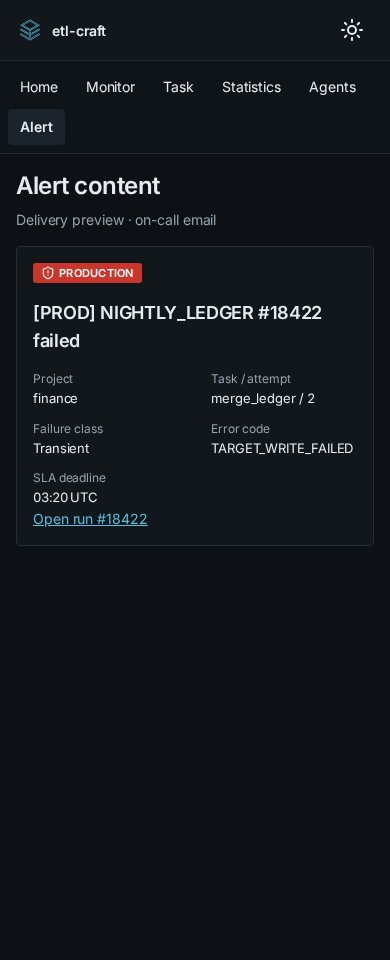 etl-craft
Home Monitor Task Statistics Agents
Alert
Alert content
Delivery preview · on-call email
PRODUCTION
[PROD] NIGHTLY_LEDGER #18422
failed
Project Task / attempt
finance merge_ledger / 2
Failure class Error code
Transient TARGET_WRITE_FAILED
SLA deadline
03:20 UTC
Open run #18422